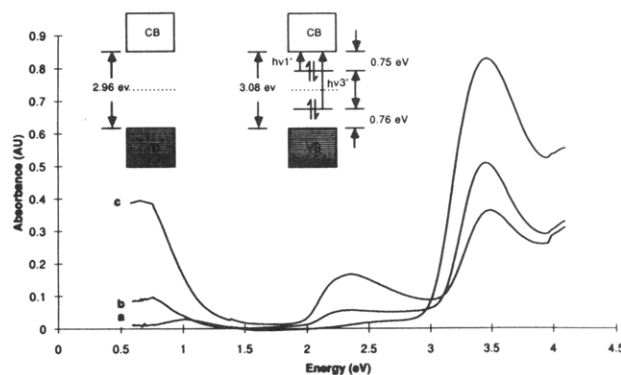 CB
CB
hν1'
0.75 eV
2.96 ev
3.08 ev
hν3'
0.76 eV
VB
Absorbance (AU)
0.9
0.8
0.7
0.6
0.5
0.4
0.3
0.2
0.1
0
c
b
a
0 0.5 1 1.5 2 2.5 3 3.5 4 4.5
Energy (eV)